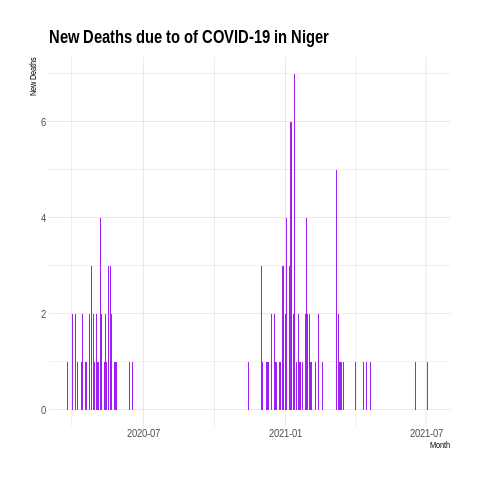 New Deaths due to of COVID-19 in Niger
New Deaths
6
4
2
0
2020-07 2021-01 2021-07
Month